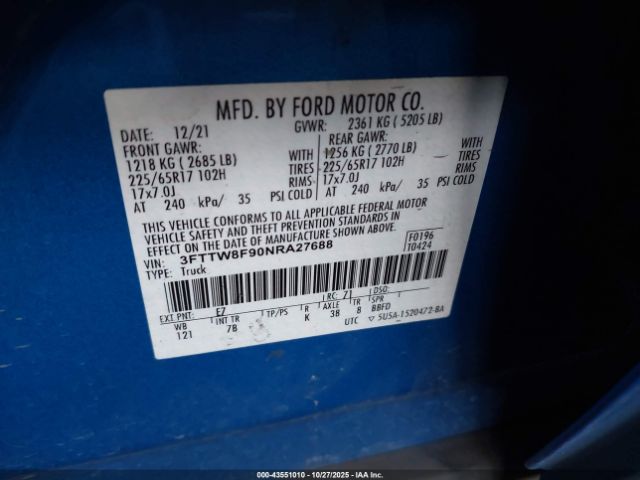 MFD. BY FORD MOTOR CO.
DATE: 12/21 GVWR: 2361 KG ( 5205 LB)
FRONT GAWR: REAR GAWR:
1218 KG ( 2685 LB) WITH 1256 KG ( 2770 LB) WITH
225/65R17 102H TIRES 225/65R17 102H TIRES
17x7.0J RIMS 17x7.0J RIMS
AT 240 kPa/ 35 PSI COLD AT 240 kPa/ 35 PSI COLD
THIS VEHICLE CONFORMS TO ALL APPLICABLE FEDERAL MOTOR
VEHICLE SAFETY AND THEFT PREVENTION STANDARDS IN
EFFECT ON THE DATE OF MANUFACTURE SHOWN ABOVE.
VIN: 3FTTW8F90NRA27688 F0196
TYPE: Truck T0424
EXT PNT: EZ RC: 71 DSO:
WB INT TR TP/PS R AXLE TR SPR
121 7B K 38 8 BBFD
UTC ▽ 5U5A-1520472-BA
000-43551010 | 10/27/2025 | © IAA Inc.